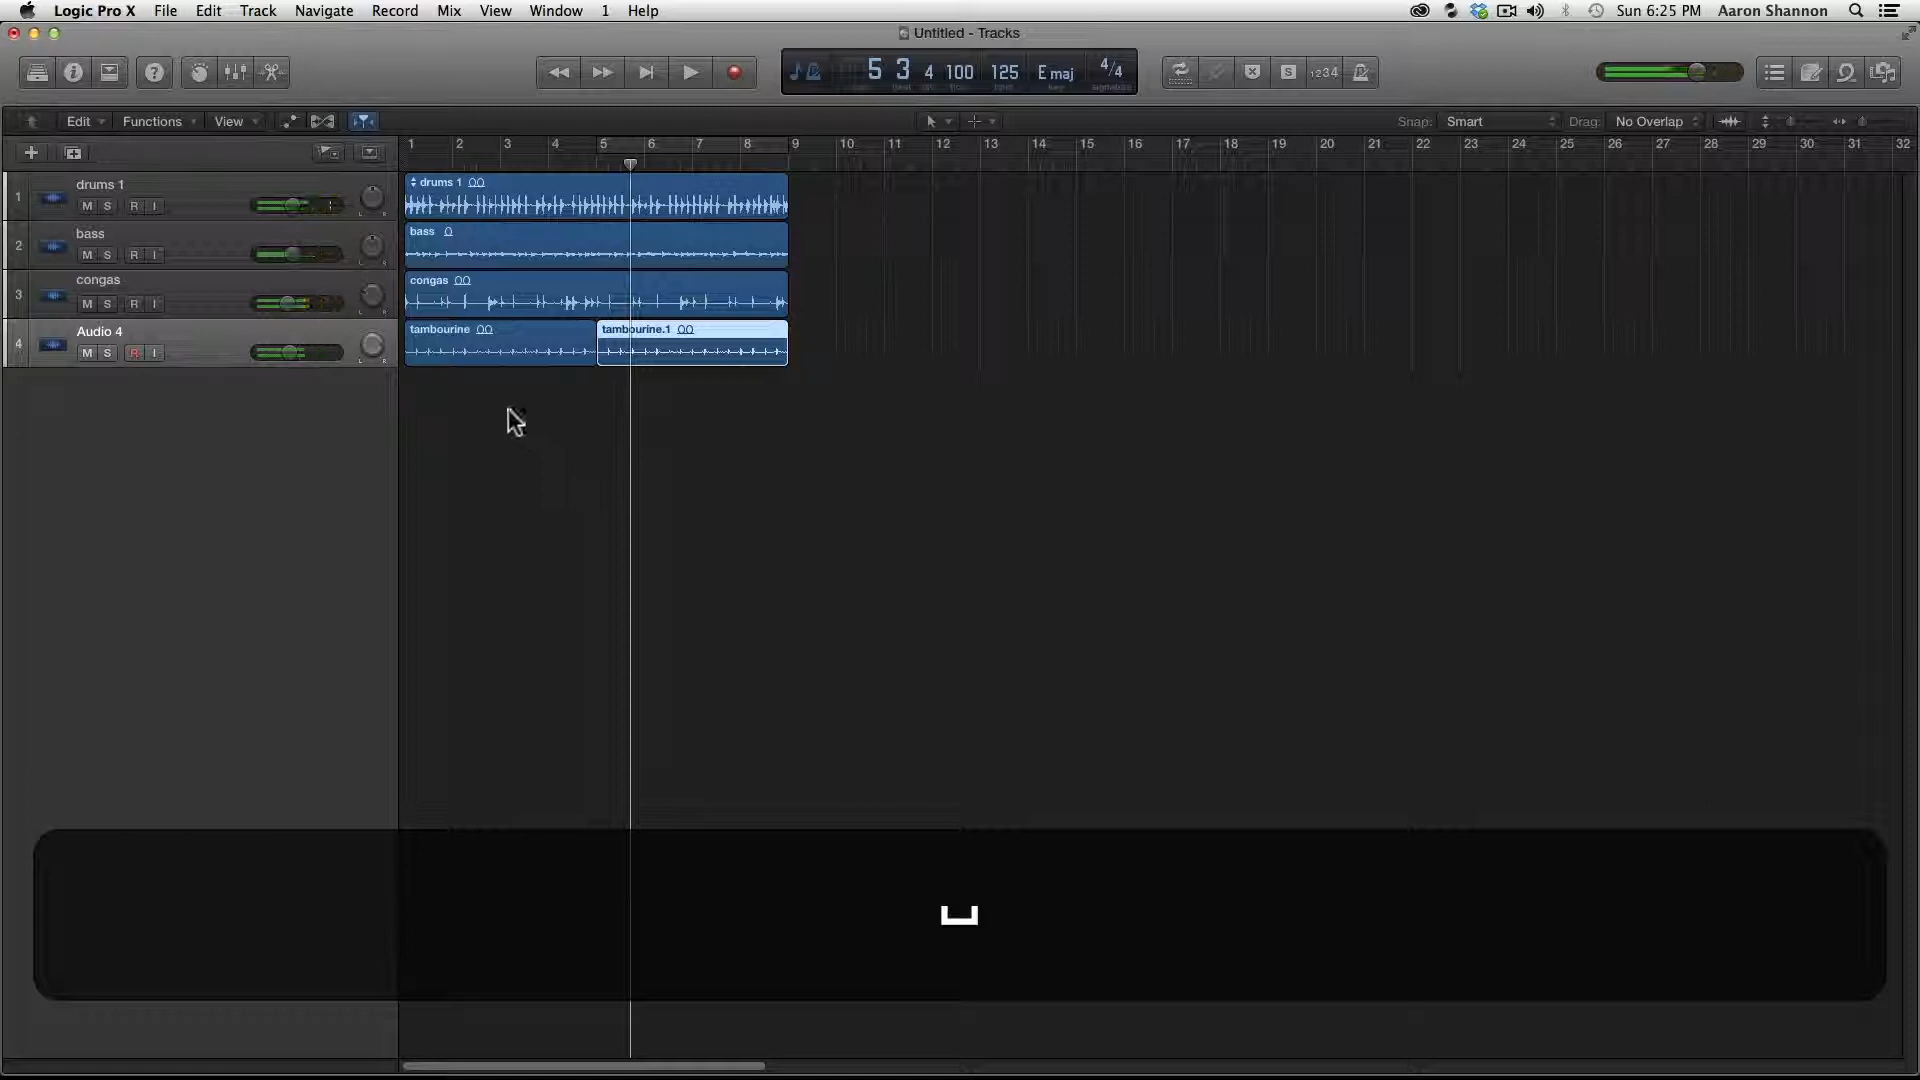 Logic Pro X File Edit Track Navigate Record Mix View Window 1 Help Sun 6:25 PM Aaron Shannon
Untitled - Tracks
5 3 4 100 125 E maj 4/4
S 1234
Edit Functions View Snap: Smart Drag: No Overlap
1 2 3 4 5 6 7 8 9 10 11 12 13 14 15 16 17 18 19 20 21 22 23 24 25 26 27 28 29 30 31 32
1 drums 1
M S R I
drums 1
2 bass
M S R I
bass
3 congas
M S R I
congas
4 Audio 4
M S R I
tambourine
tambourine.1